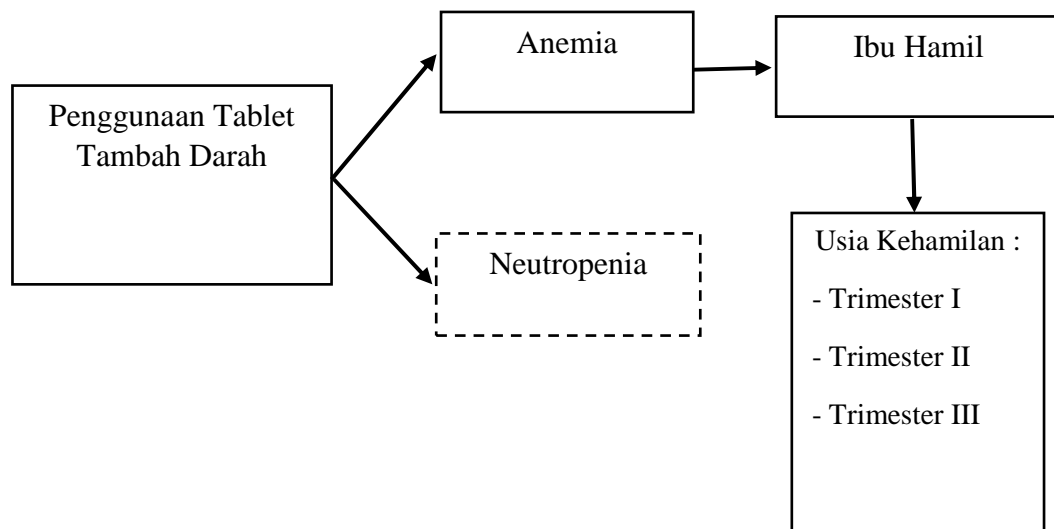 Penggunaan Tablet
Tambah Darah
Anemia
Neutropenia
Ibu Hamil
Usia Kehamilan :
- Trimester I
- Trimester II
- Trimester III